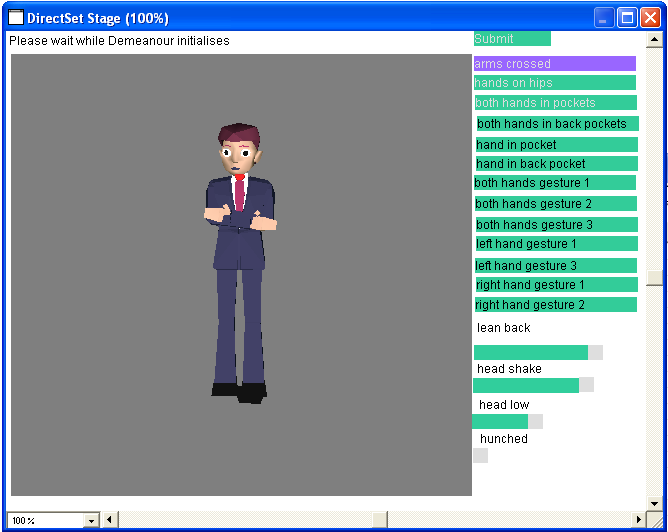 DirectSet Stage (100%)
Please wait while Demeanour initialises
Submit
arms crossed
hands on hips
both hands in pockets
both hands in back pockets
hand in pocket
hand in back pocket
both hands gesture 1
both hands gesture 2
both hands gesture 3
left hand gesture 1
left hand gesture 3
right hand gesture 1
right hand gesture 2
lean back
head shake
head low
hunched
100 %